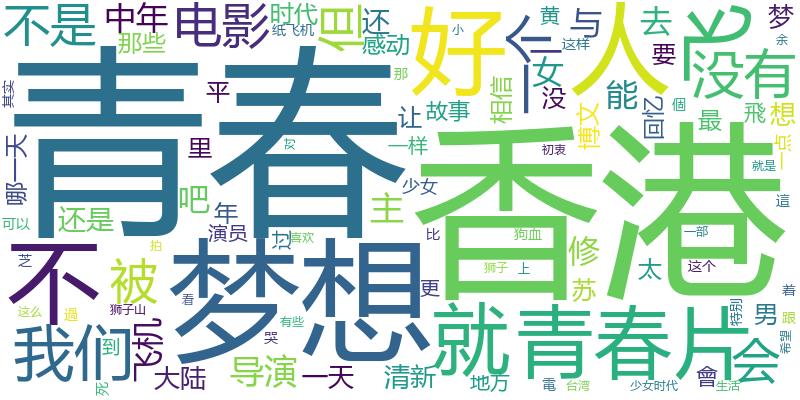 不是
中年
电影
但
还
时代
纸飞机
感动
那些
青春
好
一个
人
与
黄
去
梦
余
这样
小
那
女
要
没有
没
能
相信
故事
让
平
其实
哪一天
里
对
一样
博文
回忆
最
飛
想
一点
個
初衷
就是
香港
少女
主
吧
还是
年
演员
过
喜欢
可以
不
被
拍
梦想
芝
比
狗血
修
一部
這
狮子
上
苏
太
这个
更
看
有些
这么
狮子山
過
飞机
我们
到
死
大陆
导演
哭
一天
清新
就
青春片
地方
電
台湾
少女时代
会
會
生活
男
特别
跟
着
希望